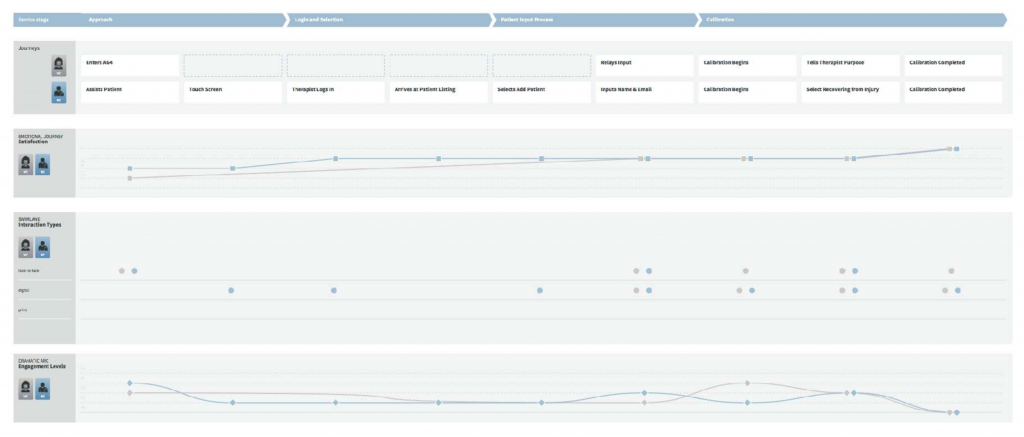 Service stage
Approach
Login and Selection
Patient Input Process
Calibration
Journeys
Enters A64
Relays Input
Calibration Begins
Tells Therapist Purpose
Calibration Completed
Assists Patient
Touch Screen
Therapist Logs In
Arrives at Patient Listing
Selects Add Patient
Inputs Name & Email
Calibration Begins
Select Recovering from Injury
Calibration Completed
EMOTIONAL JOURNEY
Satisfaction
SWIMLANE
Interaction Types
face to face
digital
print
DRAMATIC ARC
Engagement Levels